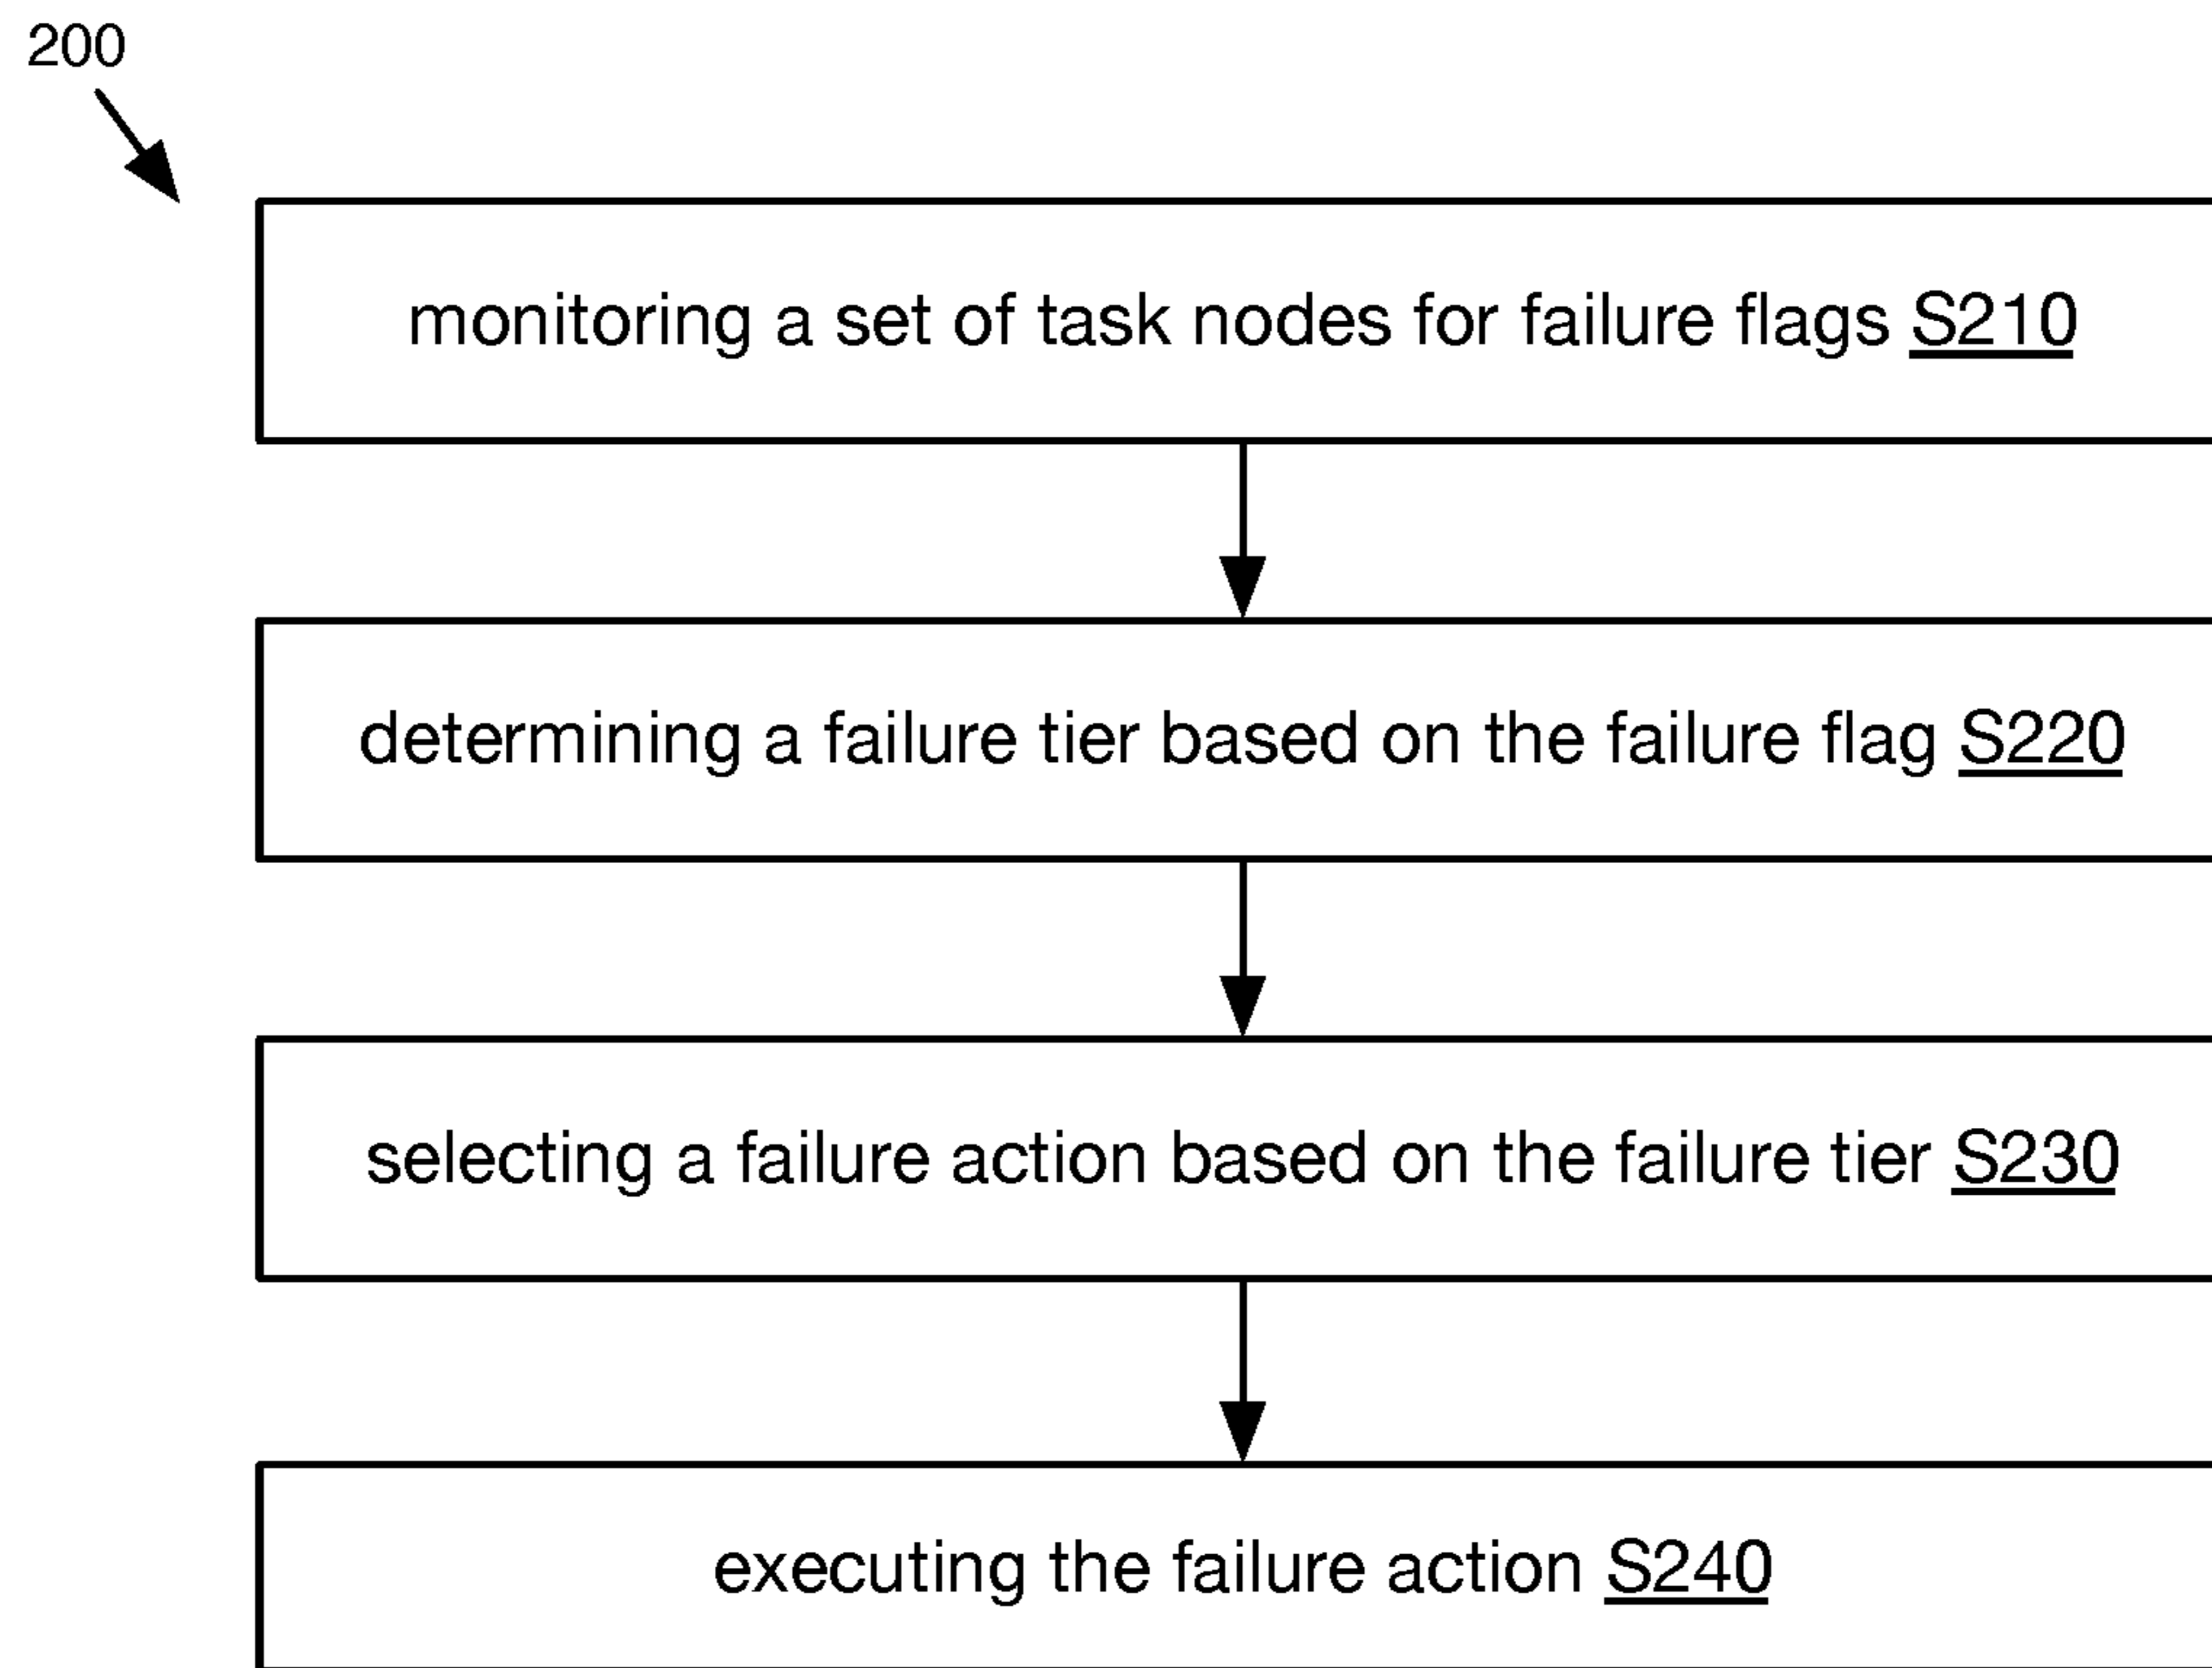 200
monitoring a set of task nodes for failure flags S210
determining a failure tier based on the failure flag S220
selecting a failure action based on the failure tier S230
executing the failure action S240